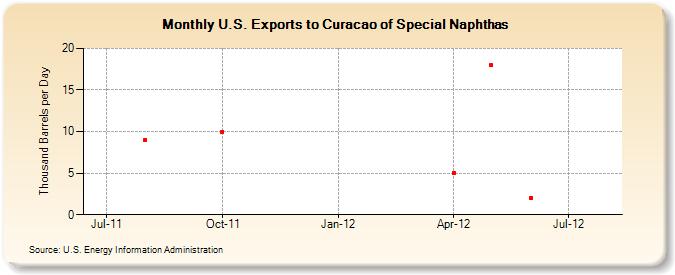 Monthly U.S. Exports to Curacao of Special Naphthas
Thousand Barrels per Day
20
15
10
5
0
Jul-11 Oct-11 Jan-12 Apr-12 Jul-12
Source: U.S. Energy Information Administration